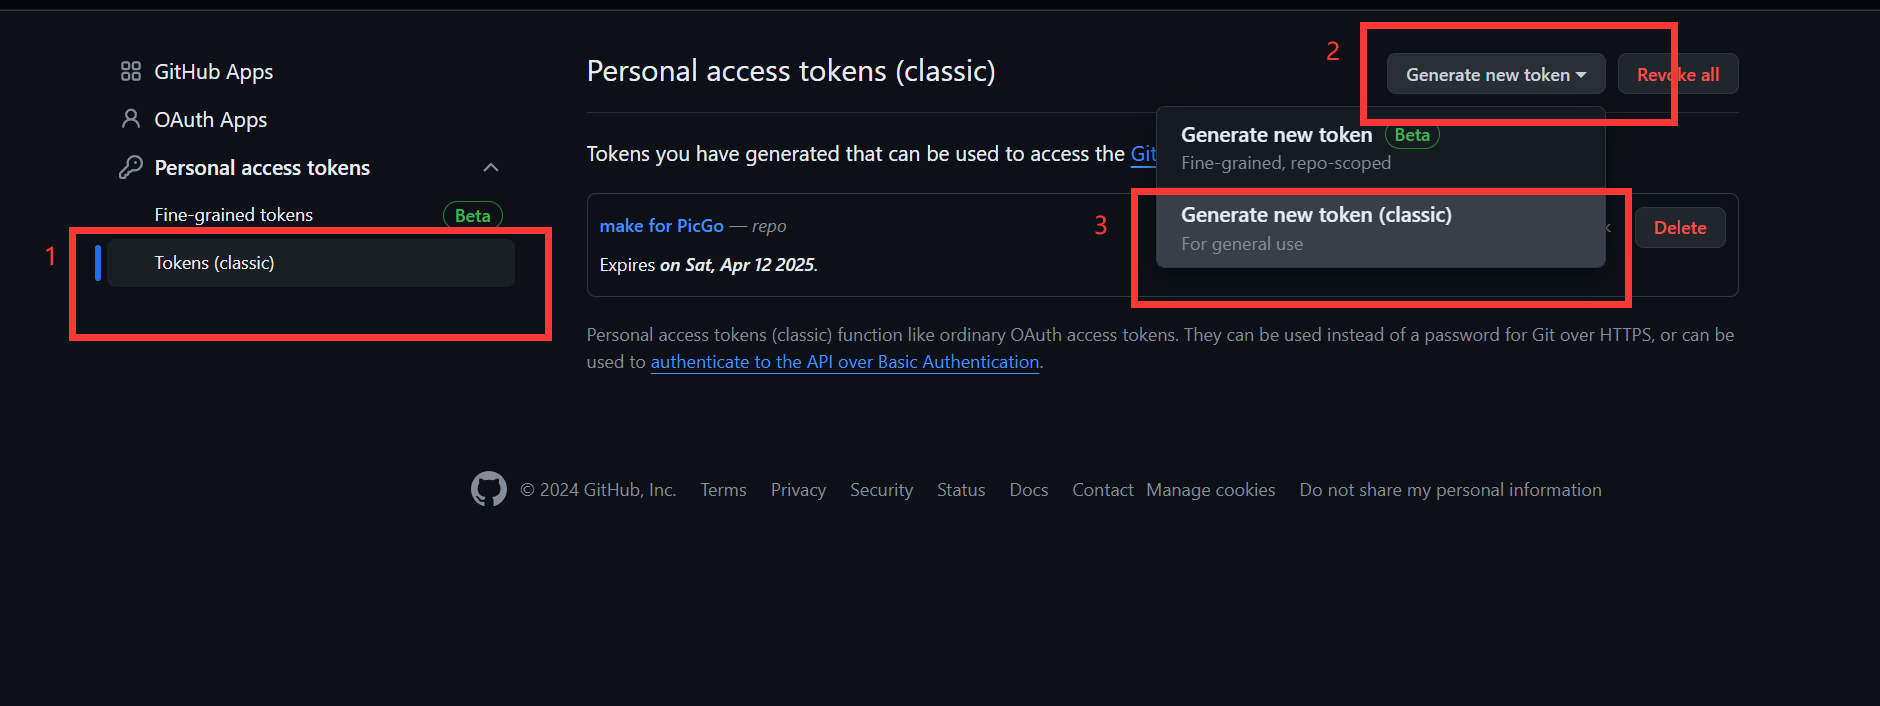 GitHub Apps
OAuth Apps
Personal access tokens
Fine-grained tokens Beta
1
Tokens (classic)
Personal access tokens (classic)
2
Generate new token
Revoke all
Generate new token Beta
Fine-grained, repo-scoped
3
Generate new token (classic)
For general use
Tokens you have generated that can be used to access the Git
make for PicGo — repo
Delete
Expires on Sat, Apr 12 2025.
Personal access tokens (classic) function like ordinary OAuth access tokens. They can be used instead of a password for Git over HTTPS, or can be
used to authenticate to the API over Basic Authentication.
© 2024 GitHub, Inc. Terms Privacy Security Status Docs Contact Manage cookies Do not share my personal information